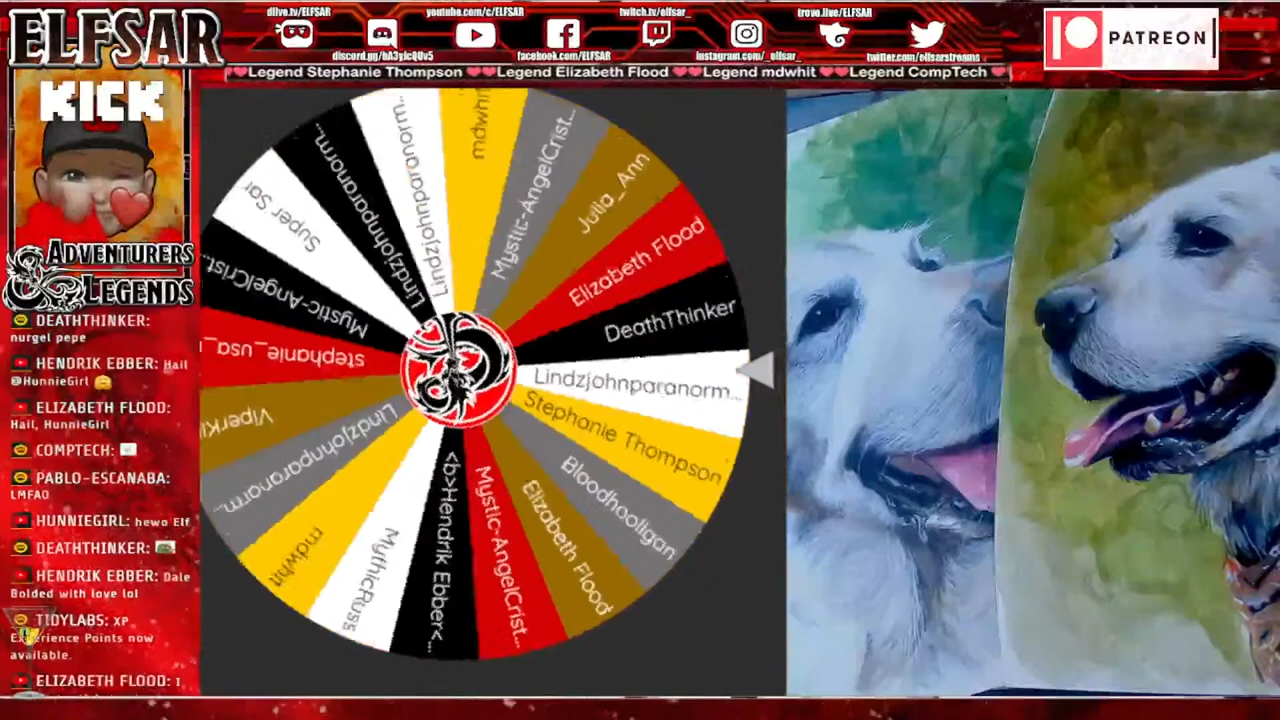 ELFSAR
dlive.tv/ELFSAR
youtube.com/c/ELFSAR
twitch.tv/elfsar_
trovo.live/ELFSAR
discord.gg/hA3yjcQUv5
facebook.com/ELFSAR
instagram.com/_elfsar_
twitter.com/elfsarstreams
PATREON
Legend Stephanie Thompson ❤❤Legend Elizabeth Flood ❤❤Legend mdwhit ❤❤Legend CompTech ❤
KICK
ADVENTURERS
& LEGENDS
DEATHTHINKER:
nurgel pepe
HENDRIK EBBER: Hail
@HunnieGirl 🤗
ELIZABETH FLOOD:
Hail, HunnieGirl
COMPTECH:
PABLO-ESCANABA:
LMFAO
HUNNIEGIRL: hewo Elf
DEATHTHINKER:
HENDRIK EBBER: Dale
Bolded with love lol
TIDYLABS: XP
Experience Points now
available.
ELIZABETH FLOOD: I
mdwhit
Mystic-AngelCrist...
Julia_Ann
Elizabeth Flood
DeathThinker
Lindzjohnparanorm...
Stephanie Thompson
Bloodhooligan
Elizabeth Flood
Mystic-AngelCrist...
<b>Hendrik Ebber<...
MythicRuss
mdwhit
Lindzjohnparanorm...
stephanie_usa_
Mystic-AngelCrist...
Super Sar
Lindzjohnparanorm...
Lindzjohnparanorm...